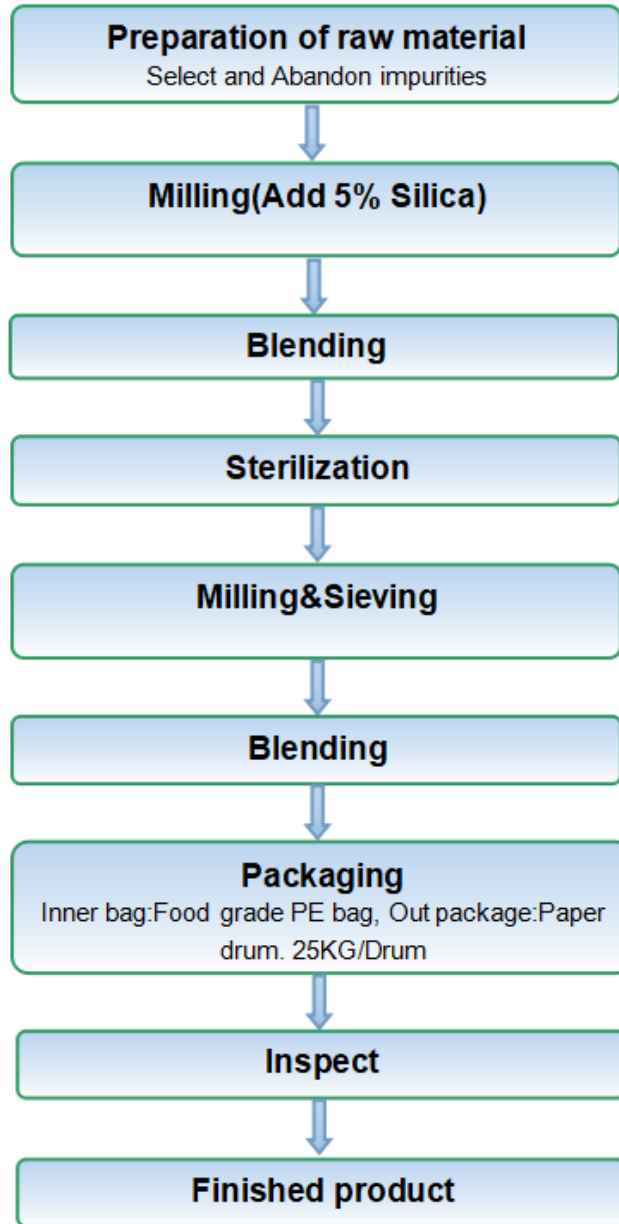 Preparation of raw material
Select and Abandon impurities
Milling(Add 5% Silica)
Blending
Sterilization
Milling&Sieving
Blending
Packaging
Inner bag:Food grade PE bag, Out package:Paper
drum. 25KG/Drum
Inspect
Finished product